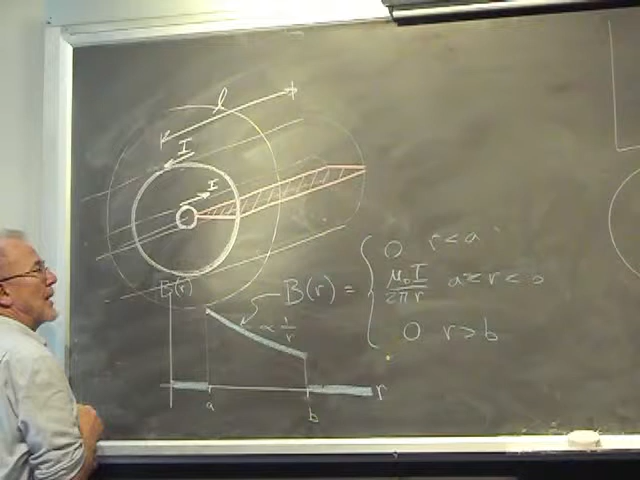 l
I
I
B(r)
B(r) = { 0 r < a
μ₀I / 2πr a < r < b
0 r > b
∝ 1/r
r
a
b